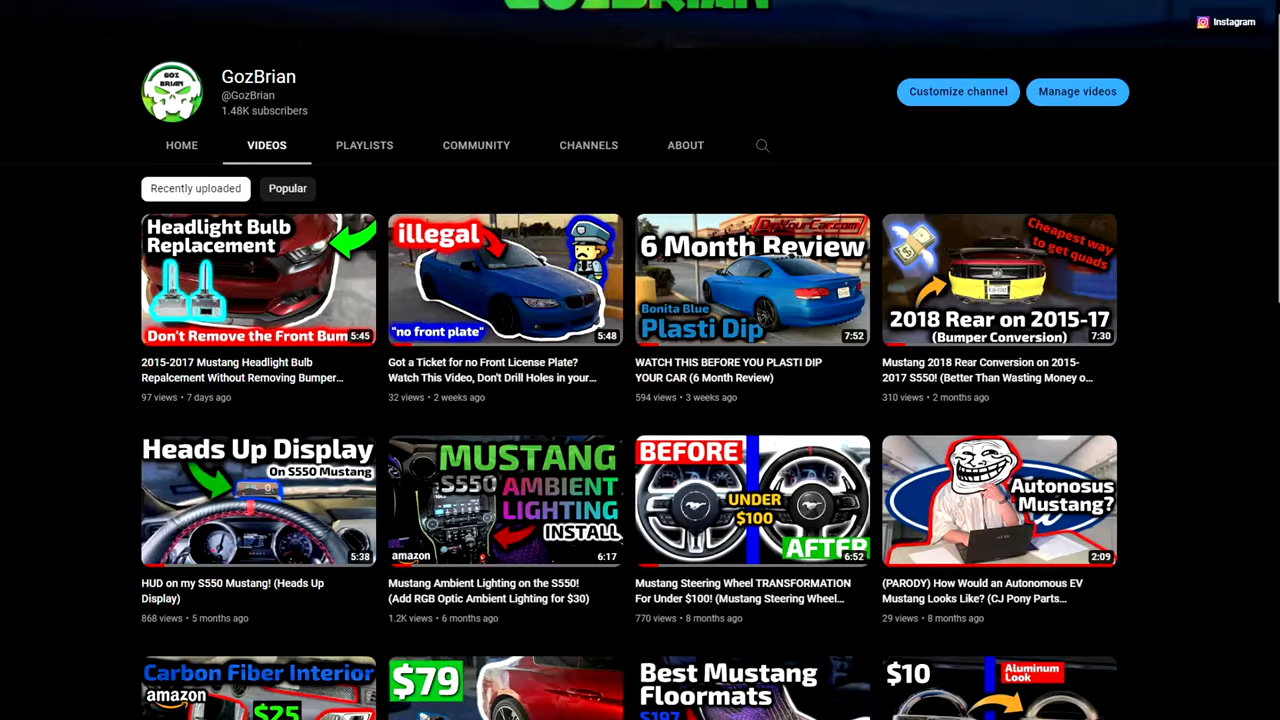 GOZBRIAN
Instagram
GOZ
BRIAN
GozBrian
@GozBrian
1.48K subscribers
Customize channel
Manage videos
HOME
VIDEOS
PLAYLISTS
COMMUNITY
CHANNELS
ABOUT
Recently uploaded
Popular
Headlight Bulb
Replacement
Don't Remove the Front Bum
5:45
illegal
"no front plate"
5:48
DipYourCar.com
6 Month Review
Bonita Blue
Plasti Dip
7:52
Cheapest way
to get quads
2018 Rear on 2015-17
(Bumper Conversion)
7:30
2015-2017 Mustang Headlight Bulb
Repalcement Without Removing Bumper...
97 views • 7 days ago
Got a Ticket for no Front License Plate?
Watch This Video, Don't Drill Holes in your...
32 views • 2 weeks ago
WATCH THIS BEFORE YOU PLASTI DIP
YOUR CAR (6 Month Review)
594 views • 3 weeks ago
Mustang 2018 Rear Conversion on 2015-
2017 S550! (Better Than Wasting Money o...
310 views • 2 months ago
Heads Up Display
On S550 Mustang
5:38
MUSTANG
S550 AMBIENT
LIGHTING
INSTALL
amazon
6:17
BEFORE
UNDER
$100
AFTER
6:52
Autonosus
Mustang?
2:09
HUD on my S550 Mustang! (Heads Up
Display)
868 views • 5 months ago
Mustang Ambient Lighting on the S550!
(Add RGB Optic Ambient Lighting for $30)
1.2K views • 6 months ago
Mustang Steering Wheel TRANSFORMATION
For Under $100! (Mustang Steering Wheel...
770 views • 8 months ago
(PARODY) How Would an Autonomous EV
Mustang Looks Like? (CJ Pony Parts...
29 views • 8 months ago
Carbon Fiber Interior
amazon
$25
$79
Best Mustang
Floormats
$197
$10
Aluminum
Look